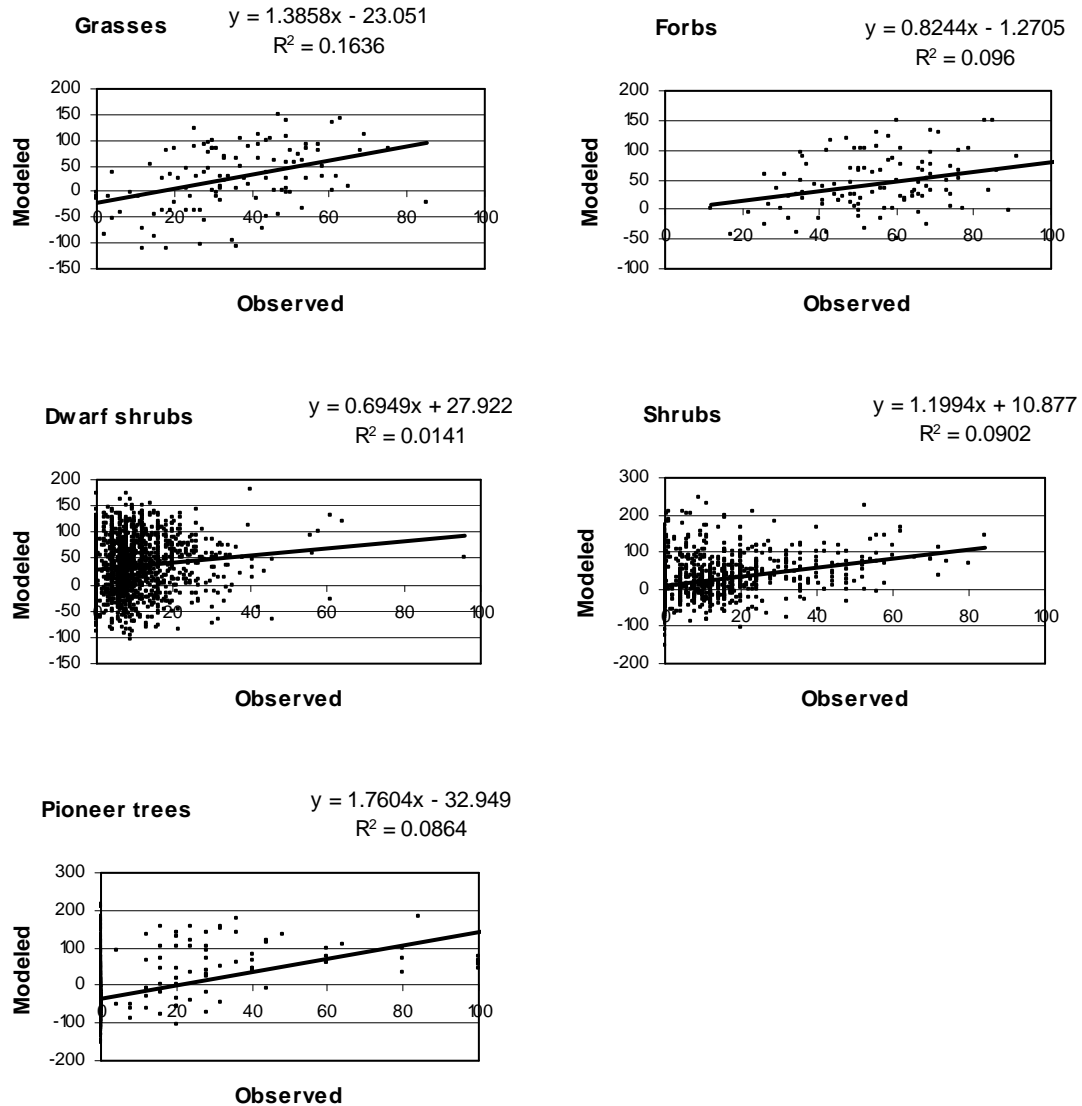 Grasses
y = 1.3858x - 23.051
R² = 0.1636
200
150
100
50
0
-50
-100
-150
0 20 40 60 80 100
Modeled
Observed
Forbs
y = 0.8244x - 1.2705
R² = 0.096
200
150
100
50
0
-50
-100
0 20 40 60 80 100
Modeled
Observed
Dwarf shrubs
y = 0.6949x + 27.922
R² = 0.0141
200
150
100
50
0
-50
-100
-150
0 20 40 60 80 100
Modeled
Observed
Shrubs
y = 1.1994x + 10.877
R² = 0.0902
300
200
100
0
-100
-200
0 20 40 60 80 100
Modeled
Observed
Pioneer trees
y = 1.7604x - 32.949
R² = 0.0864
300
200
100
0
-100
-200
0 20 40 60 80 100
Modeled
Observed